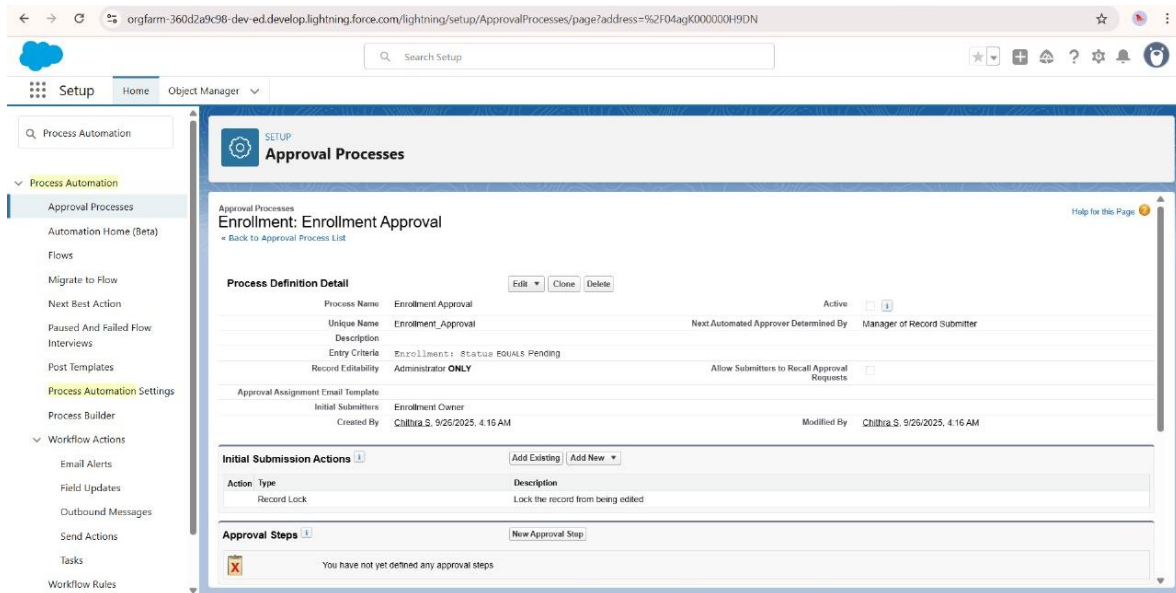 orgfarm-360d2a9c98-dev-ed.develop.lightning.force.com/lightning/setup/ApprovalProcesses/page?address=%2F04agK000000H9DN
Search Setup
Setup Home Object Manager
Process Automation
Process Automation
Approval Processes
Automation Home (Beta)
Flows
Migrate to Flow
Next Best Action
Paused And Failed Flow
Interviews
Post Templates
Process Automation Settings
Process Builder
Workflow Actions
Email Alerts
Field Updates
Outbound Messages
Send Actions
Tasks
Workflow Rules
SETUP
Approval Processes
Approval Processes
Enrollment: Enrollment Approval
« Back to Approval Process List
Help for this Page
Process Definition Detail Edit Clone Delete
Process Name Enrollment Approval Active
Unique Name Enrollment_Approval Next Automated Approver Determined By Manager of Record Submitter
Description
Entry Criteria Enrollment: Status EQUALS Pending
Record Editability Administrator ONLY Allow Submitters to Recall Approval
Requests
Approval Assignment Email Template
Initial Submitters Enrollment Owner
Created By Chithra S, 9/26/2025, 4:16 AM Modified By Chithra S, 9/26/2025, 4:16 AM
Initial Submission Actions Add Existing Add New
Action Type Description
Record Lock Lock the record from being edited
Approval Steps New Approval Step
You have not yet defined any approval steps